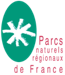 Parcs
naturels
régionaux
de France